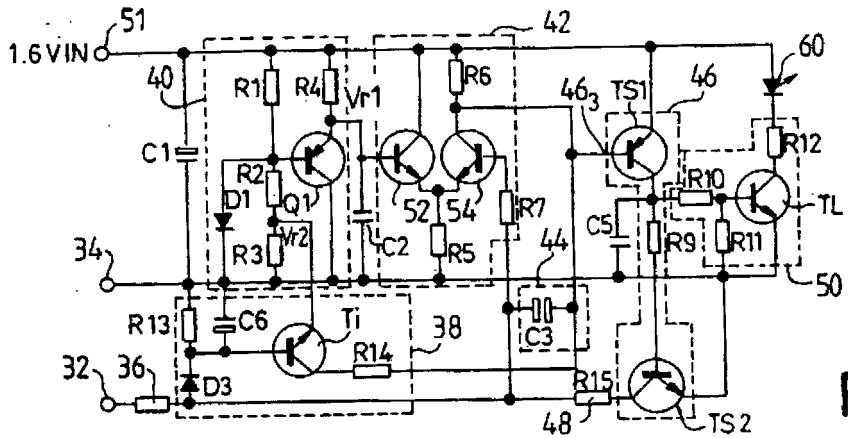 51
42
60
1.6 VIN
40
R1
R4
Vr1
R6
46₃
TS1
46
R12
C1
R2
Q1
D1
52
54
R7
R10
TL
Vr2
R3
C2
R5
C5
R9
R11
34
44
50
R13
C6
Ti
38
C3
R14
32
36
D3
R15
48
TS2